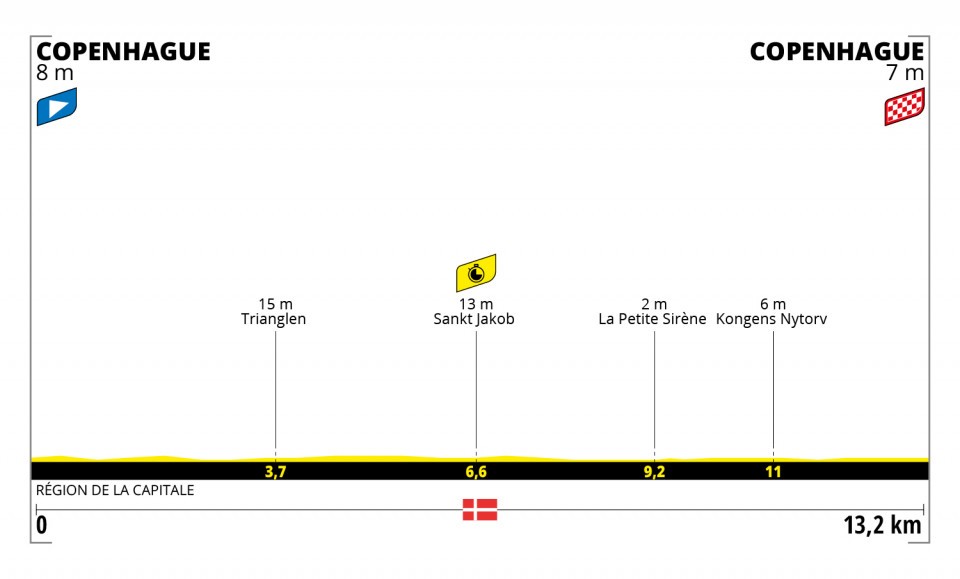 COPENHAGUE
8 m
COPENHAGUE
7 m
15 m
Trianglen
13 m
Sankt Jakob
2 m
La Petite Sirène
6 m
Kongens Nytorv
3,7
6,6
9,2
11
RÉGION DE LA CAPITALE
0
13,2 km